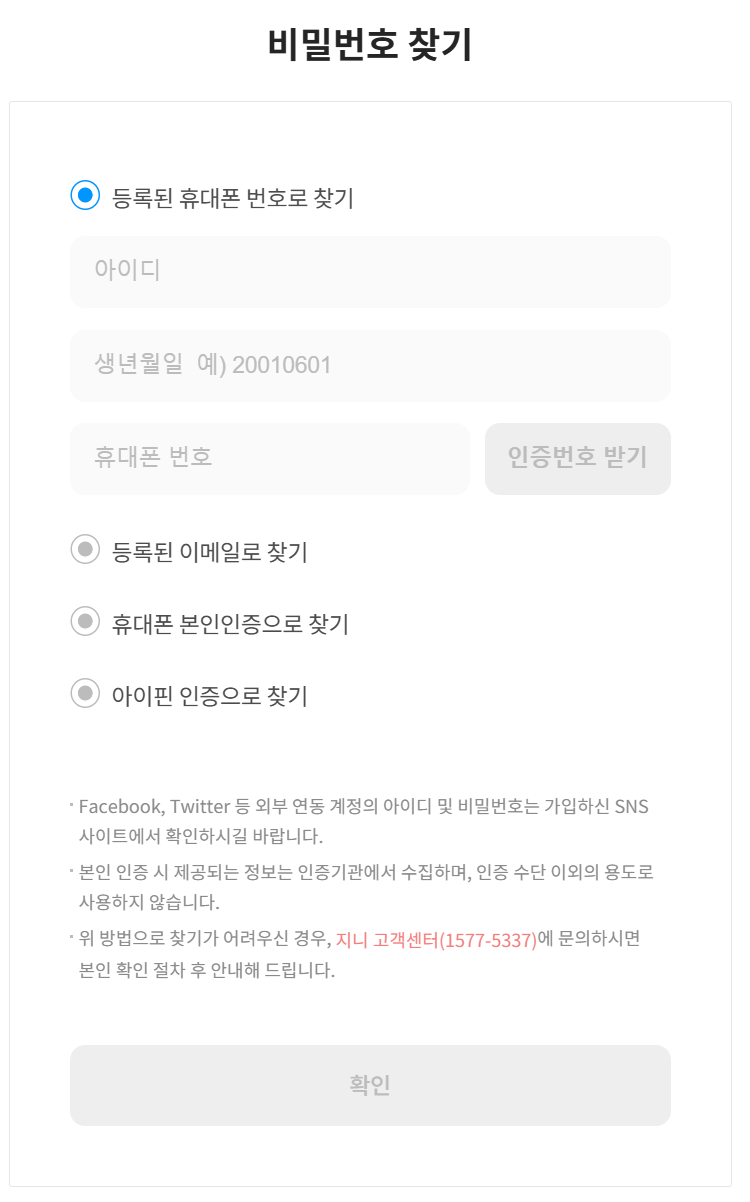 비밀번호 찾기
등록된 휴대폰 번호로 찾기
아이디
생년월일 예) 20010601
휴대폰 번호
인증번호 받기
등록된 이메일로 찾기
휴대폰 본인인증으로 찾기
아이핀 인증으로 찾기
Facebook, Twitter 등 외부 연동 계정의 아이디 및 비밀번호는 가입하신 SNS
사이트에서 확인하시길 바랍니다.
본인 인증 시 제공되는 정보는 인증기관에서 수집하며, 인증 수단 이외의 용도로
사용하지 않습니다.
위 방법으로 찾기가 어려우신 경우, 지니 고객센터(1577-5337)에 문의하시면
본인 확인 절차 후 안내해 드립니다.
확인